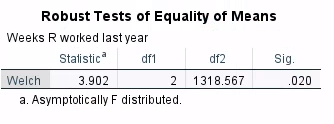 Robust Tests of Equality of Means
Weeks R worked last year
Statisticᵃ df1 df2 Sig.
Welch 3.902 2 1318.567 .020
a. Asymptotically F distributed.